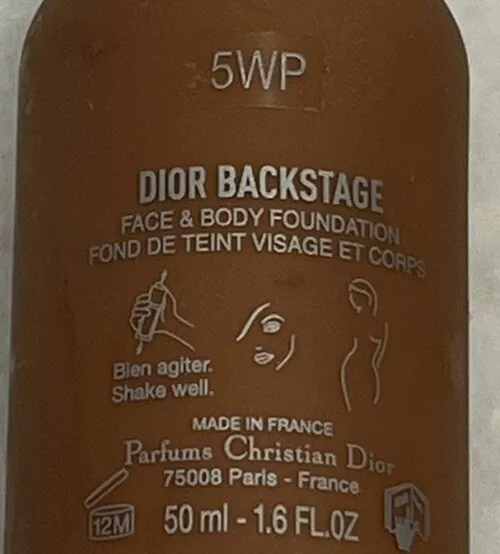 5WP
DIOR BACKSTAGE
FACE & BODY FOUNDATION
FOND DE TEINT VISAGE ET CORPS
Bien agiter.
Shake well.
MADE IN FRANCE
Parfums Christian Dior
75008 Paris - France
12M
50 ml - 1.6 FL.OZ